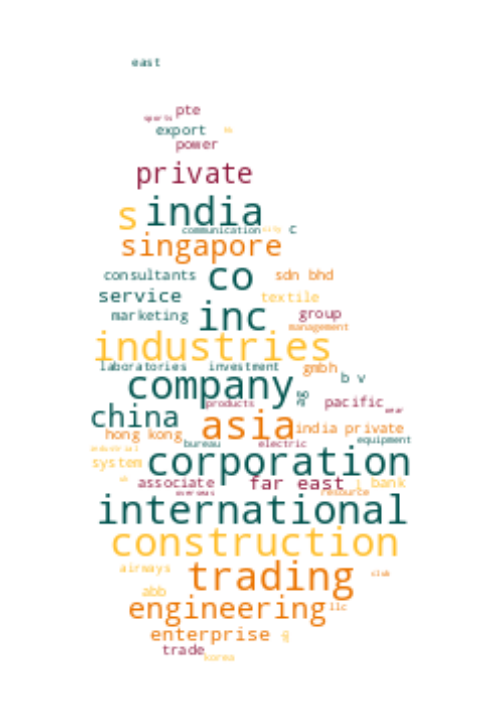 east
pte
sports
export
power
private
s india
communication c
singapore
consultants co sdn bhd
service textile
marketing inc group
management
industries
laboratories investment gmbh
company b v
products pacific
china asia
hong kong india private
bureau electric equipment
industrial
system corporation bank
associate far east l
overseas resource
international
construction
airways trading club
abb
engineering llc
enterprise
trade
korea